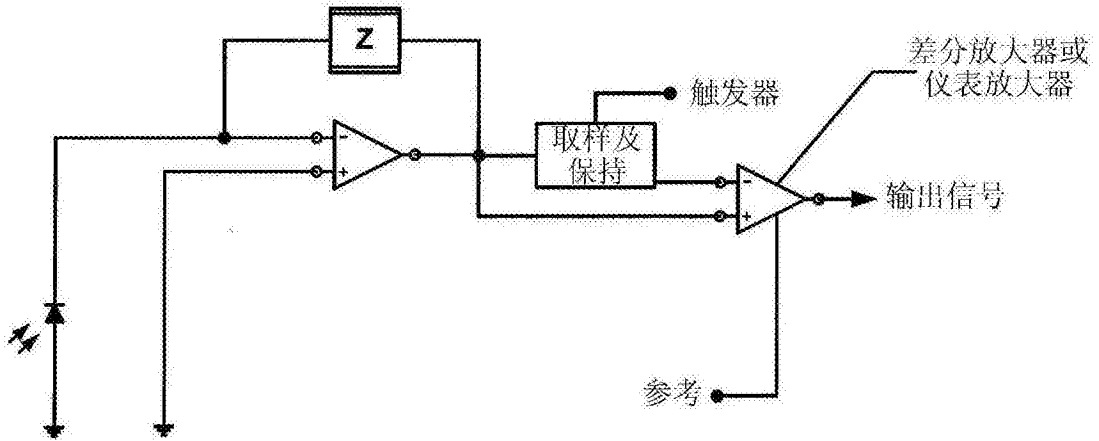 Z
差分放大器或
仪表放大器
触发器
取样及
保持
输出信号
参考